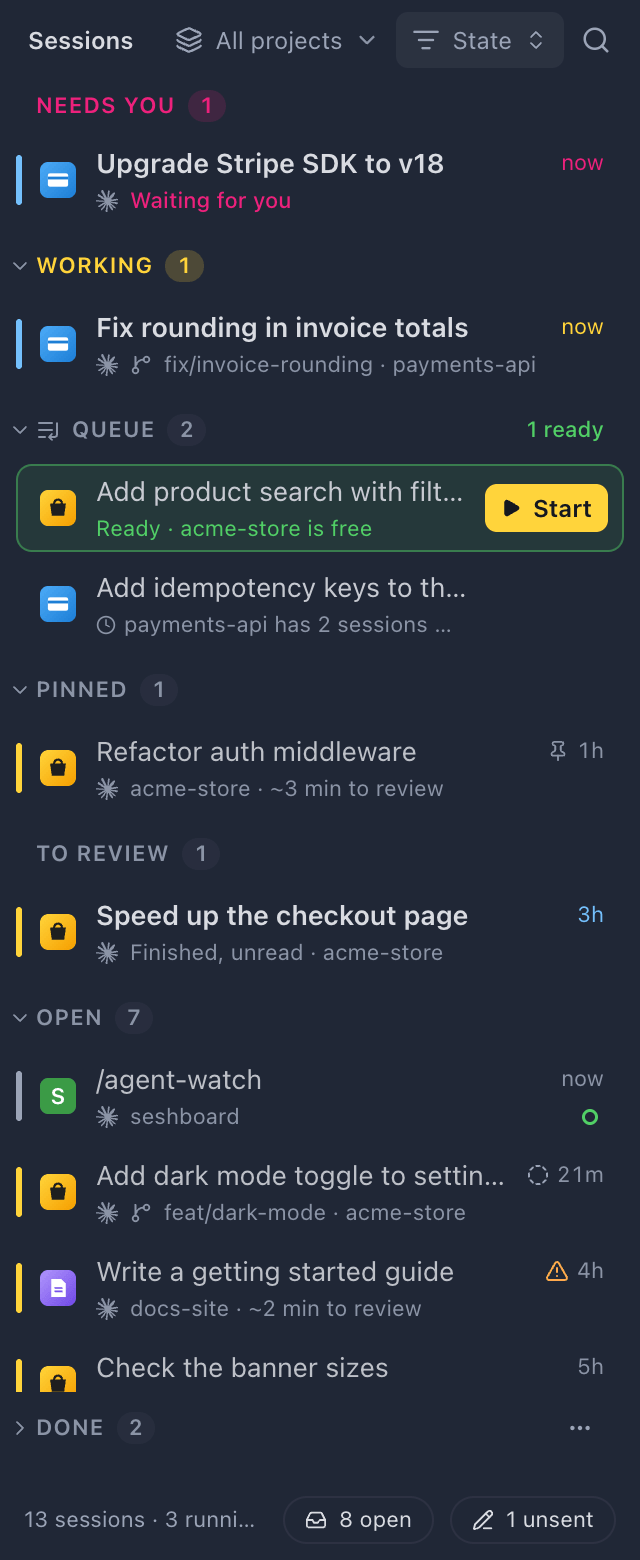 Sessions All projects State
NEEDS YOU 1
Upgrade Stripe SDK to v18 now
Waiting for you
WORKING 1
Fix rounding in invoice totals now
fix/invoice-rounding · payments-api
QUEUE 2 1 ready
Add product search with filt...
Ready · acme-store is free
Start
Add idempotency keys to th...
payments-api has 2 sessions ...
PINNED 1
Refactor auth middleware 1h
acme-store · ~3 min to review
TO REVIEW 1
Speed up the checkout page 3h
Finished, unread · acme-store
OPEN 7
S
/agent-watch now
seshboard
Add dark mode toggle to settin... 21m
feat/dark-mode · acme-store
Write a getting started guide 4h
docs-site · ~2 min to review
Check the banner sizes 5h
DONE 2
13 sessions · 3 runni... 8 open 1 unsent